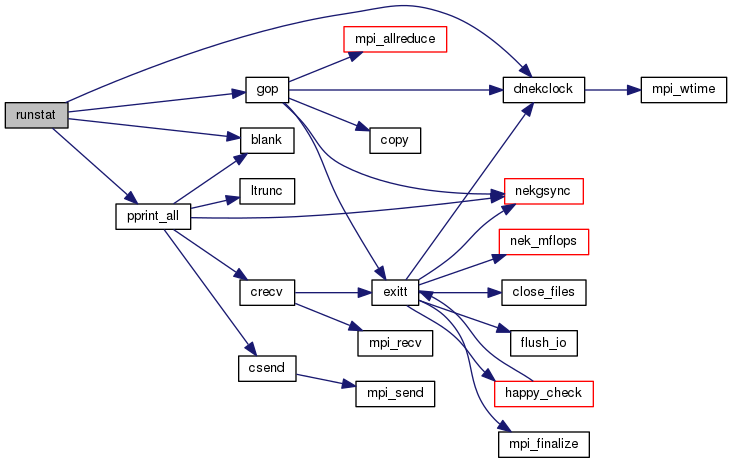 runstat
gop
blank
pprint_all
ltrunc
crecv
csend
mpi_allreduce
copy
exitt
mpi_recv
mpi_send
dnekclock
nekgsync
nek_mflops
close_files
flush_io
happy_check
mpi_finalize
mpi_wtime